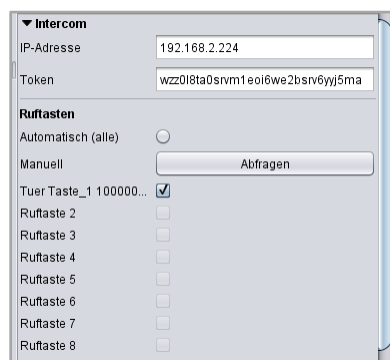 Intercom
IP-Adresse 192.168.2.224
Token wzz0l8ta0srvm1eoi6we2bsrv6yyj5ma
Ruftasten
Automatisch (alle)
Manuell Abfragen
Tuer Taste_1 100000...
Ruftaste 2
Ruftaste 3
Ruftaste 4
Ruftaste 5
Ruftaste 6
Ruftaste 7
Ruftaste 8